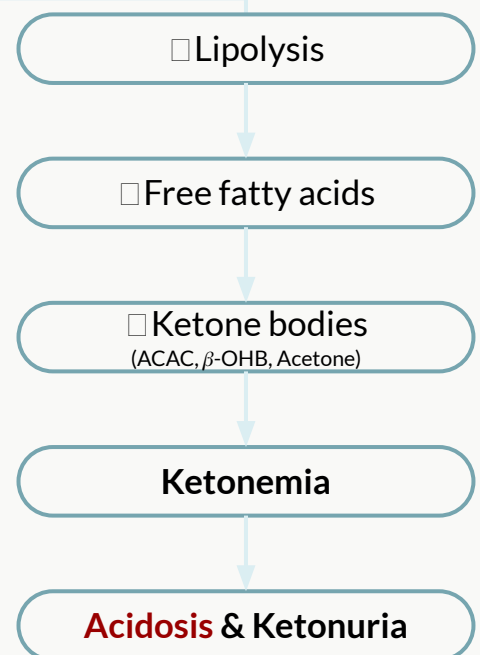 □Lipolysis
□Free fatty acids
□Ketone bodies
(ACAC, β-OHB, Acetone)
Ketonemia
Acidosis & Ketonuria